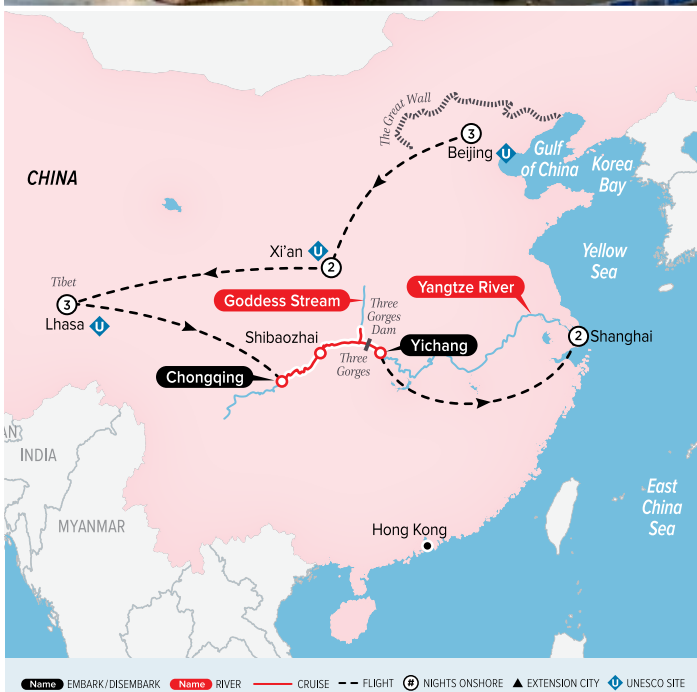 The Great Wall
3
Beijing U
Gulf
of China
Korea
Bay
CHINA
Yellow
Sea
Xi'an U
2
Tibet
3
Lhasa U
Goddess Stream
Three
Gorges
Dam
Yangtze River
Shibaozhai
Three
Gorges
Yichang
2 Shanghai
Chongqing
AN
INDIA
MYANMAR
Hong Kong
East
China
Sea
Name EMBARK/DISEMBARK Name RIVER CRUISE FLIGHT # NIGHTS ONSHORE EXTENSION CITY U UNESCO SITE